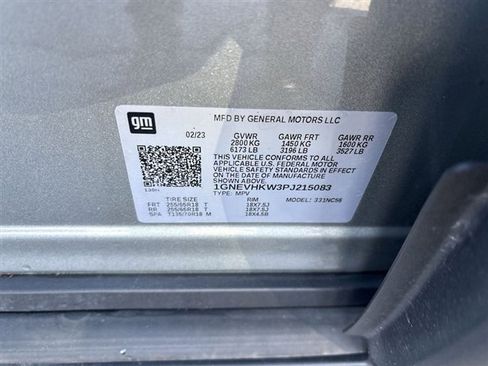 gm
MFD BY GENERAL MOTORS LLC
02/23 GVWR GAWR FRT GAWR RR
2800 KG 1450 KG 1600 KG
6173 LB 3196 LB 3527 LB
THIS VEHICLE CONFORMS TO ALL
APPLICABLE U.S. FEDERAL MOTOR
VEHICLE SAFETY STANDARDS IN EFFECT
ON THE DATE OF MANUFACTURE
SHOWN ABOVE.
1GNEVHKW3PJ215083
TYPE: MPV
TIRE SIZE RIM MODEL: 331NC56
FRT 255/65R18 T 18X7.5J
RR 255/65R18 T 18X7.5J
SPA T135/70R18 M 18X4.5B